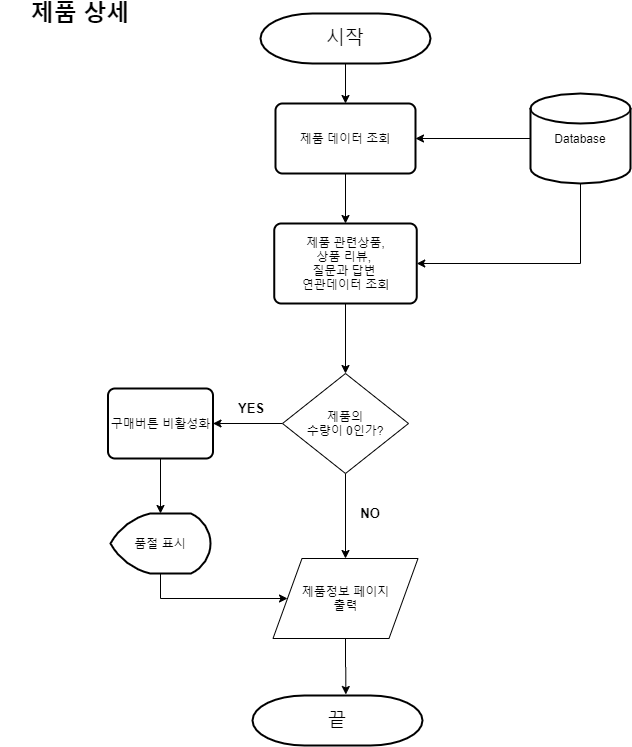 제품 상세
시작
제품 데이터 조회
Database
제품 관련상품,
상품 리뷰,
질문과 답변
연관데이터 조회
제품의
수량이 0인가?
YES
구매버튼 비활성화
NO
품절 표시
제품정보 페이지
출력
끝